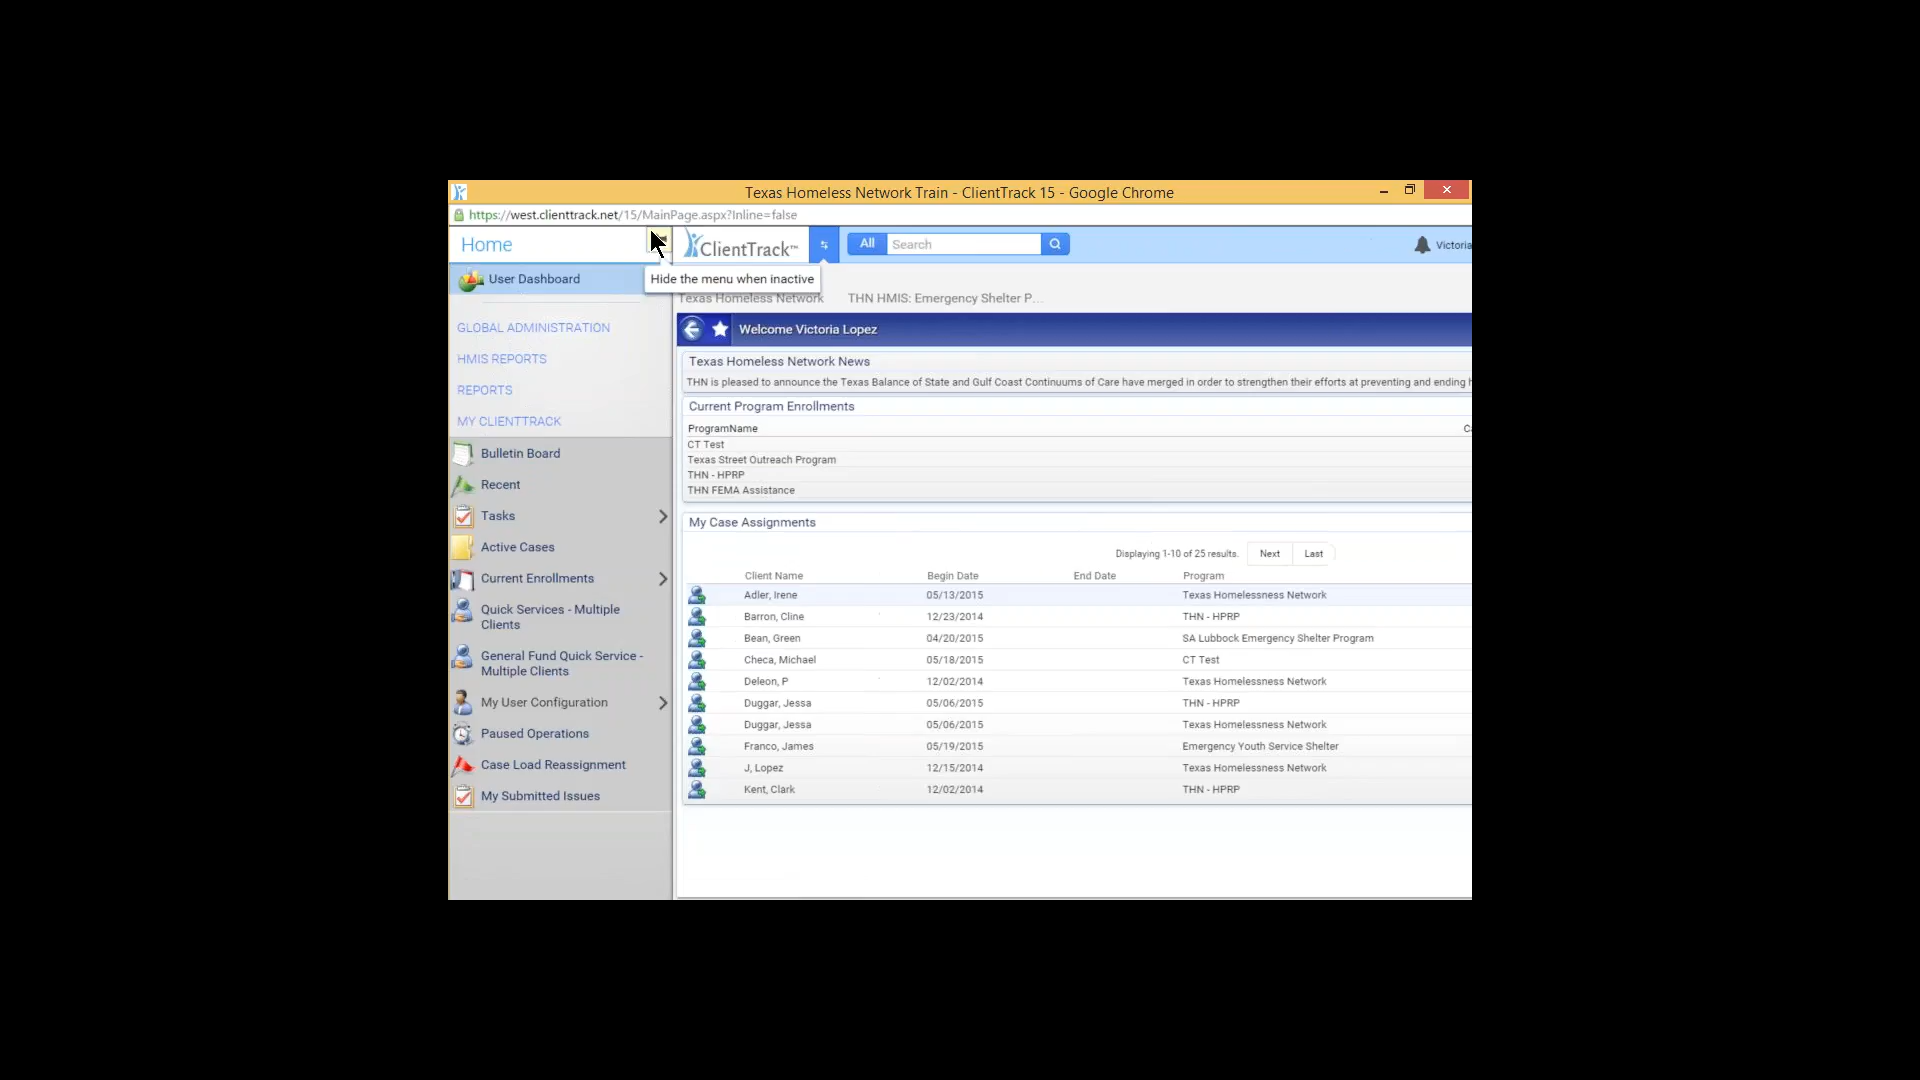 Texas Homeless Network Train - ClientTrack 15 - Google Chrome
https://west.clienttrack.net/15/MainPage.aspx?Inline=false
Home
ClientTrack™
All
Search
Victoria
User Dashboard
Hide the menu when inactive
Texas Homeless Network
THN HMIS: Emergency Shelter P...
GLOBAL ADMINISTRATION
HMIS REPORTS
REPORTS
MY CLIENTTRACK
Bulletin Board
Recent
Tasks
Active Cases
Current Enrollments
Quick Services - Multiple
Clients
General Fund Quick Service -
Multiple Clients
My User Configuration
Paused Operations
Case Load Reassignment
My Submitted Issues
Welcome Victoria Lopez
Texas Homeless Network News
THN is pleased to announce the Texas Balance of State and Gulf Coast Continuums of Care have merged in order to strengthen their efforts at preventing and ending
Current Program Enrollments
ProgramName
CT Test
Texas Street Outreach Program
THN - HPRP
THN FEMA Assistance
My Case Assignments
Displaying 1-10 of 25 results. Next Last
Client Name Begin Date End Date Program
Adler, Irene 05/13/2015 Texas Homelessness Network
Barron, Cline 12/23/2014 THN - HPRP
Bean, Green 04/20/2015 SA Lubbock Emergency Shelter Program
Checa, Michael 05/18/2015 CT Test
Deleon, P 12/02/2014 Texas Homelessness Network
Duggar, Jessa 05/06/2015 THN - HPRP
Duggar, Jessa 05/06/2015 Texas Homelessness Network
Franco, James 05/19/2015 Emergency Youth Service Shelter
J, Lopez 12/15/2014 Texas Homelessness Network
Kent, Clark 12/02/2014 THN - HPRP